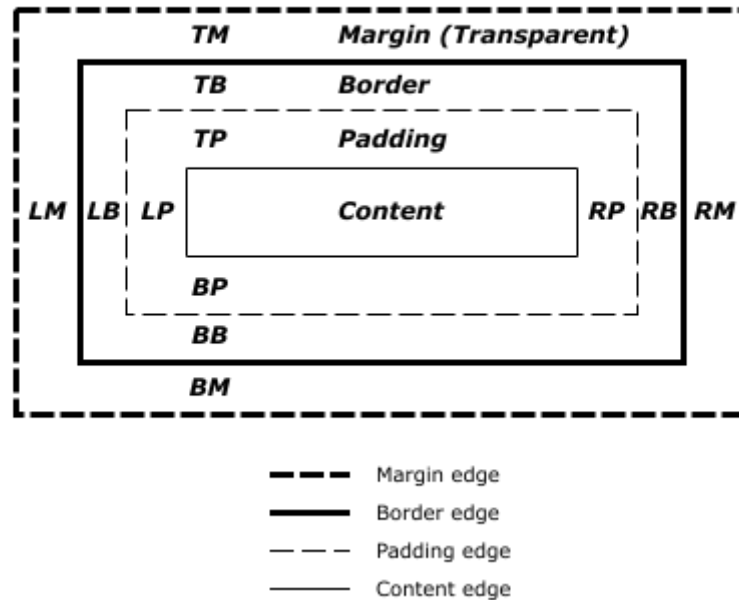 TM Margin (Transparent)
TB Border
TP Padding
LM LB LP Content RP RB RM
BP
BB
BM
Margin edge
Border edge
Padding edge
Content edge